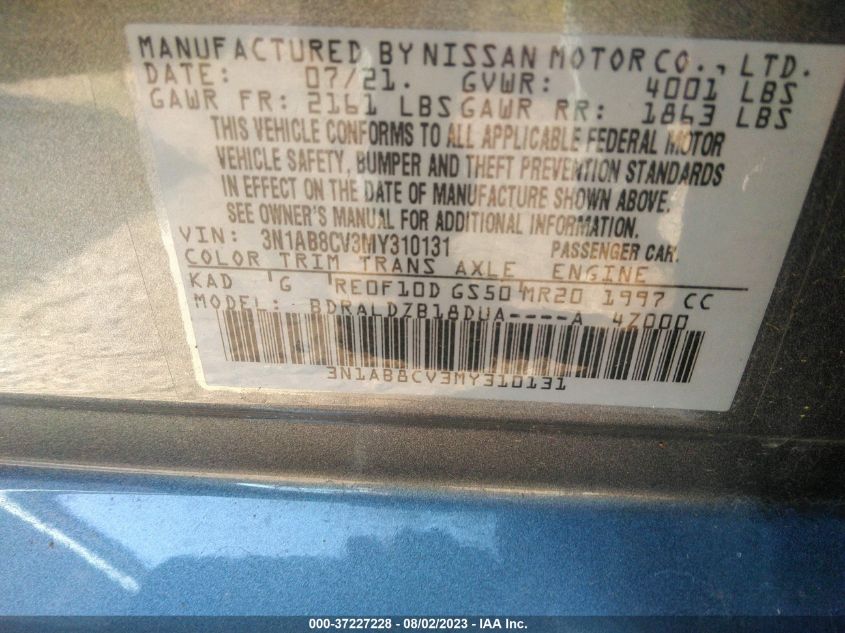 MANUFACTURED BY NISSAN MOTOR CO., LTD.
DATE: 07/21. GVWR: 4001 LBS
GAWR FR: 2161 LBS GAWR RR: 1863 LBS
THIS VEHICLE CONFORMS TO ALL APPLICABLE FEDERAL MOTOR
VEHICLE SAFETY, BUMPER AND THEFT PREVENTION STANDARDS
IN EFFECT ON THE DATE OF MANUFACTURE SHOWN ABOVE.
SEE OWNER'S MANUAL FOR ADDITIONAL INFORMATION.
VIN: 3N1AB8CV3MY310131 PASSENGER CAR.
COLOR TRIM TRANS AXLE ENGINE
KAD G RE0F10D GS50 MR20 1997 CC
MODEL: BDRALDZB18DUA----A 4Z000
3N1AB8CV3MY310131
000-37227228 - 08/02/2023 - IAA Inc.